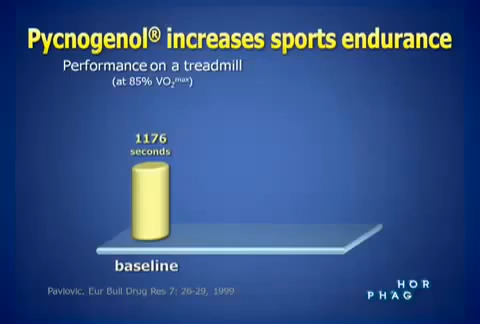 Pycnogenol® increases sports endurance
Performance on a treadmill
(at 85% VO₂ᵐᵃˣ)
1176
seconds
baseline
Pavlovic, Eur Bull Drug Res 7: 26-29, 1999
HOR
PHAG